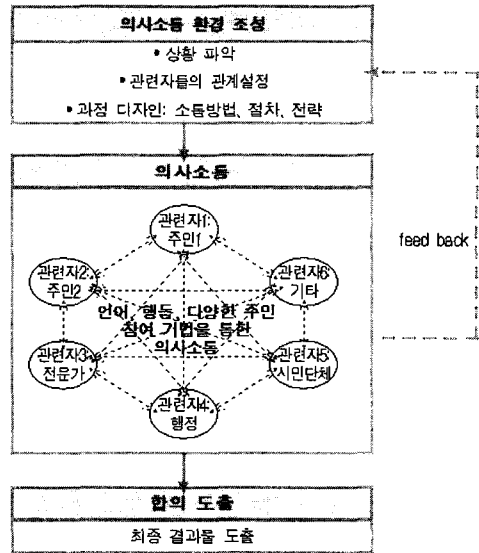 의사소통 환경 조성
• 상황 파악
• 관련자들의 관계설정
• 과정 디자인: 소통방법, 절차, 전략
의사소통
관련자1:
주민1
관련자2:
주민2
관련자6:
기타
언어, 행동, 다양한 주민
참여 기법을 통한
의사소통
관련자3:
전문가
관련자5:
시민단체
관련자4:
행정
feed back
합의 도출
최종 결과물 도출